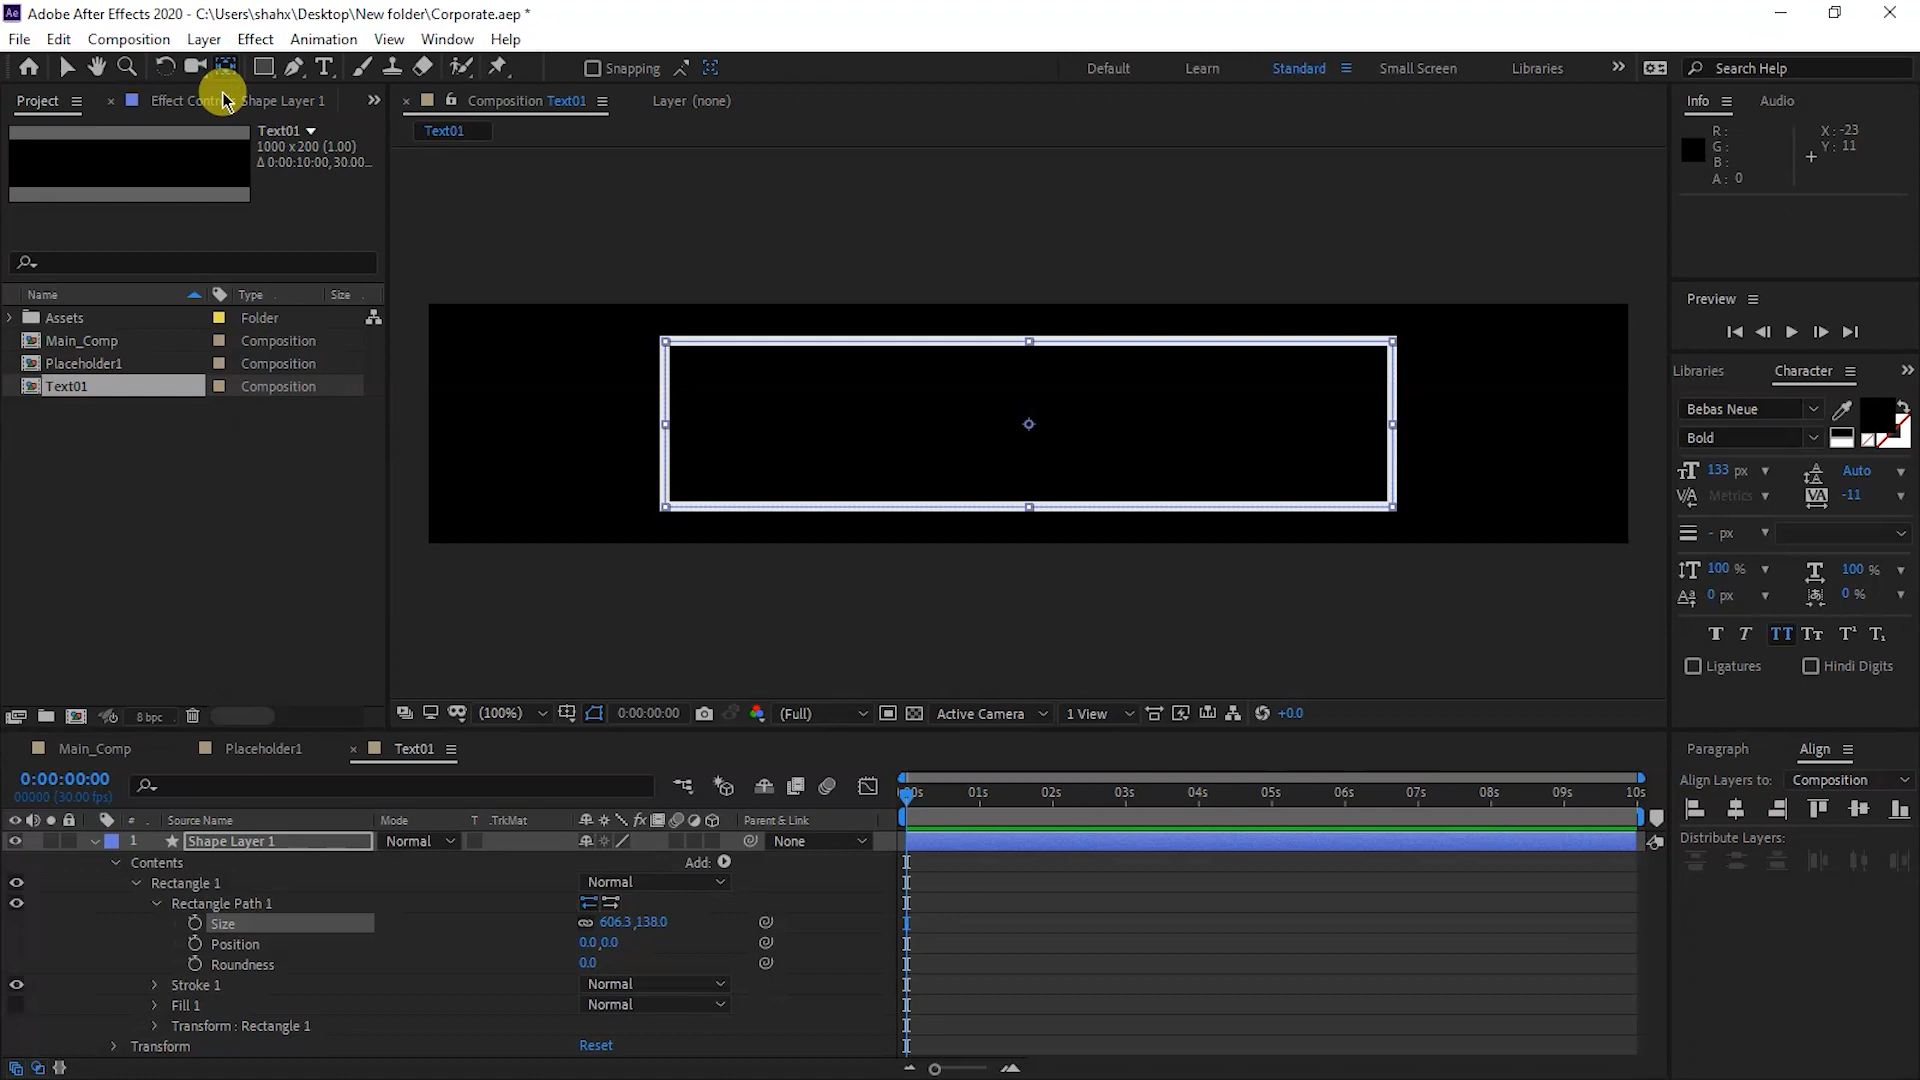 Adobe After Effects 2020 - C:\Users\shahx\Desktop\New folder\Corporate.aep *
File Edit Composition Layer Effect Animation View Window Help
Snapping Default Learn Standard Small Screen Libraries Search Help
Project Effect Contr Shape Layer 1 Composition Text01 Layer (none) Info Audio
Text01
1000 x 200 (1.00)
Δ 0:00:10:00, 30.00...
Text01
R:
G:
B:
A: 0
X: -23
Y: 11
Name Type Size
Assets Folder
Main_Comp Composition
Placeholder1 Composition
Text01 Composition
Preview
Libraries Character
Bebas Neue
Bold
133 px Auto
Metrics -11
- px
100 % 100 %
0 px 0 %
Ligatures Hindi Digits
8 bpc
(100%) 0:00:00:00 (Full) Active Camera 1 View +0.0
Main_Comp Placeholder1 Text01
Paragraph Align
0:00:00:00
00000 (30.00 fps)
Align Layers to: Composition
Distribute Layers:
00s 01s 02s 03s 04s 05s 06s 07s 08s 09s 10s
# Source Name Mode T .TrkMat fx Parent & Link
1 Shape Layer 1 Normal None
Contents Add:
Rectangle 1 Normal
Rectangle Path 1
Size 606.3,138.0
Position 0.0,0.0
Roundness 0.0
Stroke 1 Normal
Fill 1 Normal
Transform : Rectangle 1
Transform Reset